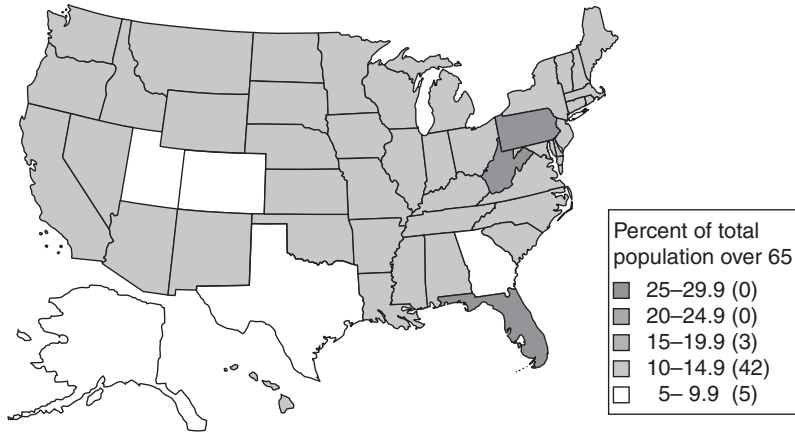 Percent of total
population over 65
25–29.9 (0)
20–24.9 (0)
15–19.9 (3)
10–14.9 (42)
5– 9.9 (5)